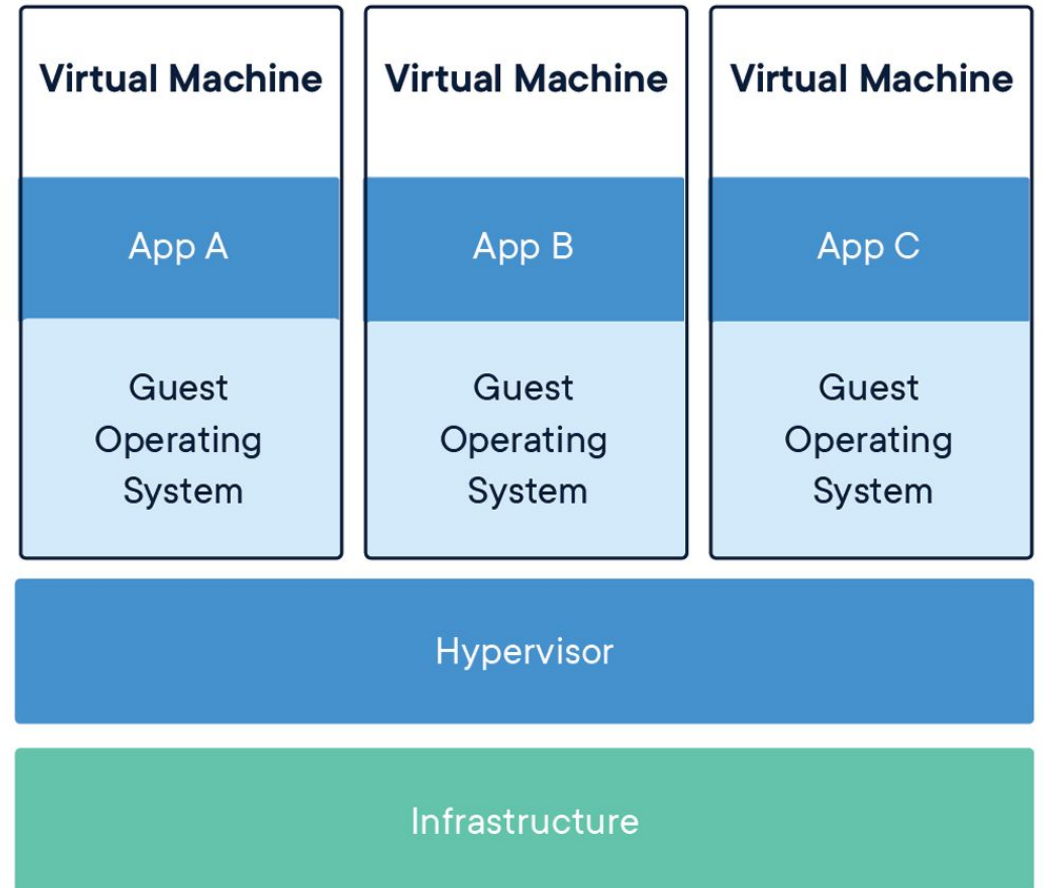 Virtual Machine
App A
Guest
Operating
System
Virtual Machine
App B
Guest
Operating
System
Virtual Machine
App C
Guest
Operating
System
Hypervisor
Infrastructure